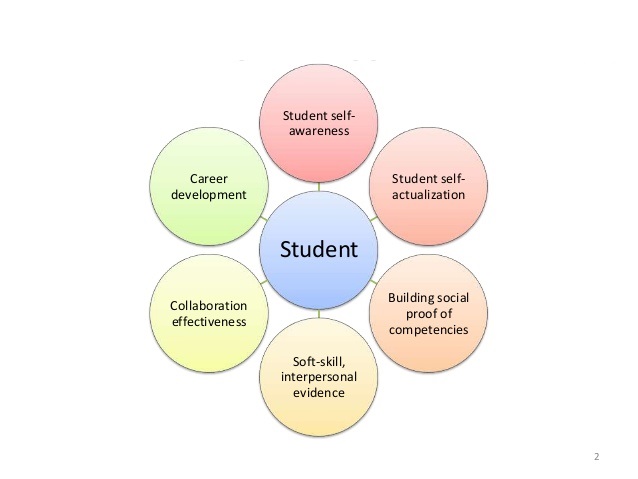 Student self-
awareness
Student self-
actualization
Building social
proof of
competencies
Soft-skill,
interpersonal
evidence
Collaboration
effectiveness
Career
development
Student
2